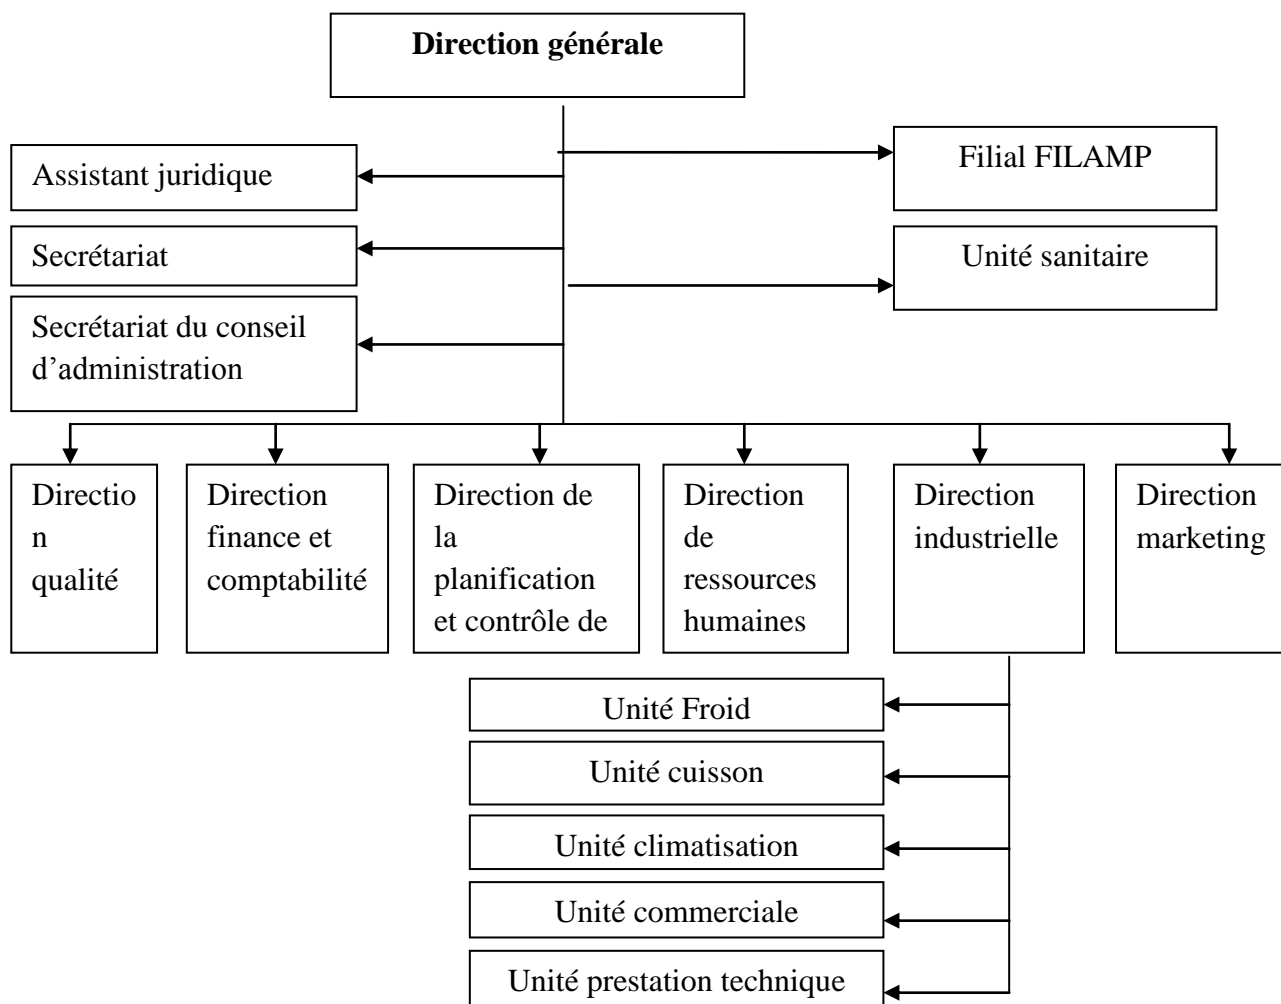 Direction générale
Filial FILAMP
Assistant juridique
Secrétariat
Unité sanitaire
Secrétariat du conseil
d’administration
Directio
n
qualité
Direction
finance et
comptabilité
Direction de
la
planification
et contrôle de
Direction
de
ressources
humaines
Direction
industrielle
Direction
marketing
Unité Froid
Unité cuisson
Unité climatisation
Unité commerciale
Unité prestation technique